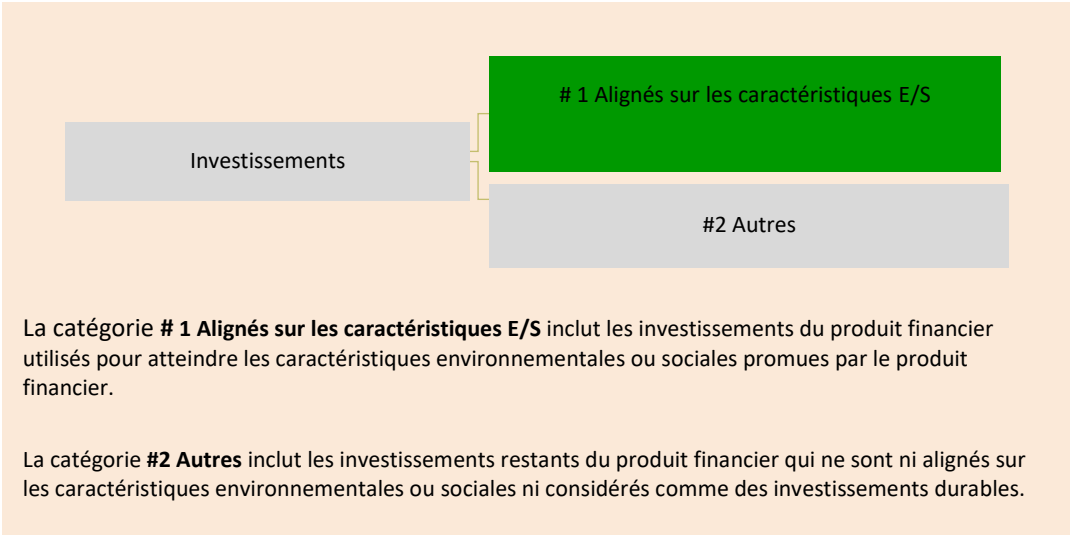 # 1 Alignés sur les caractéristiques E/S
Investissements
#2 Autres
La catégorie # 1 Alignés sur les caractéristiques E/S inclut les investissements du produit financier
utilisés pour atteindre les caractéristiques environnementales ou sociales promues par le produit
financier.
La catégorie #2 Autres inclut les investissements restants du produit financier qui ne sont ni alignés sur
les caractéristiques environnementales ou sociales ni considérés comme des investissements durables.